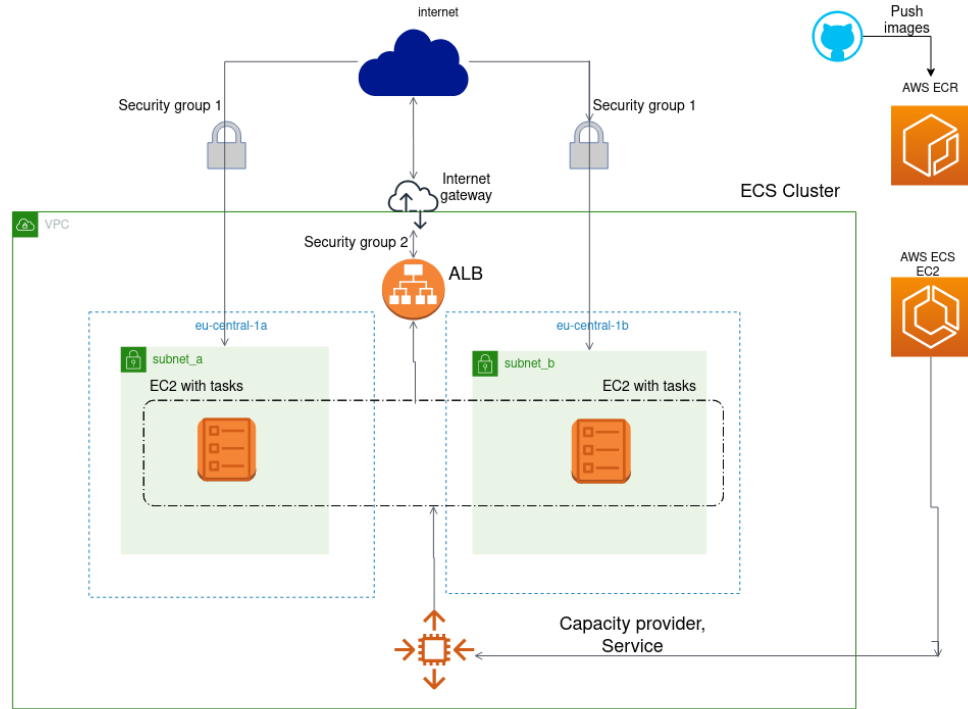 internet
Push
images
AWS ECR
Security group 1
Security group 1
Internet
gateway
ECS Cluster
VPC
Security group 2
ALB
AWS ECS
EC2
eu-central-1a
eu-central-1b
subnet_a
subnet_b
EC2 with tasks
EC2 with tasks
Capacity provider,
Service